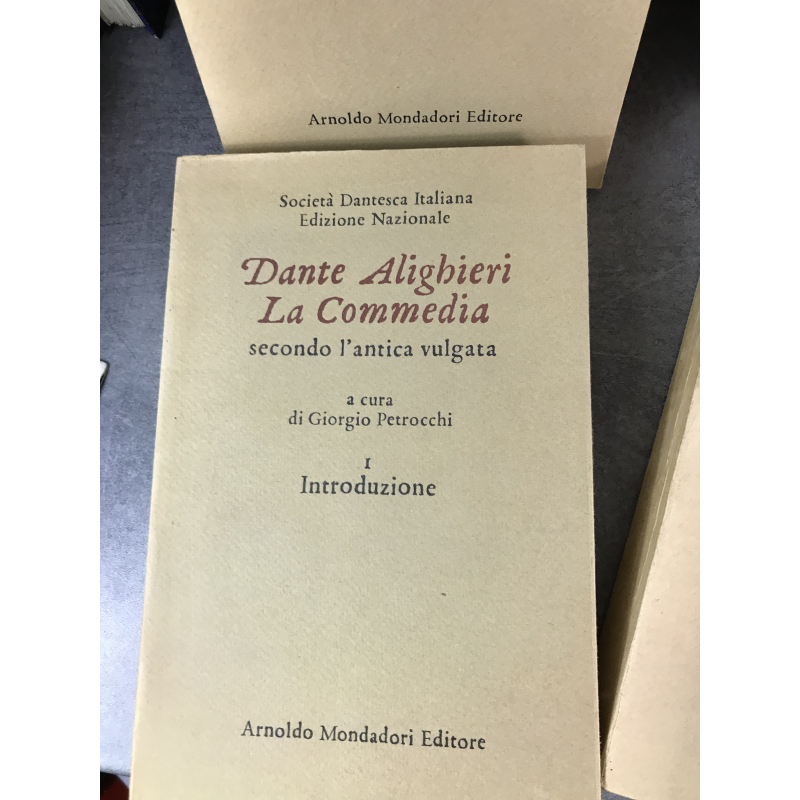 Arnoldo Mondadori Editore
Società Dantesca Italiana
Edizione Nazionale
Dante Alighieri
La Commedia
secondo l'antica vulgata
a cura
di Giorgio Petrocchi
I
Introduzione
Arnoldo Mondadori Editore